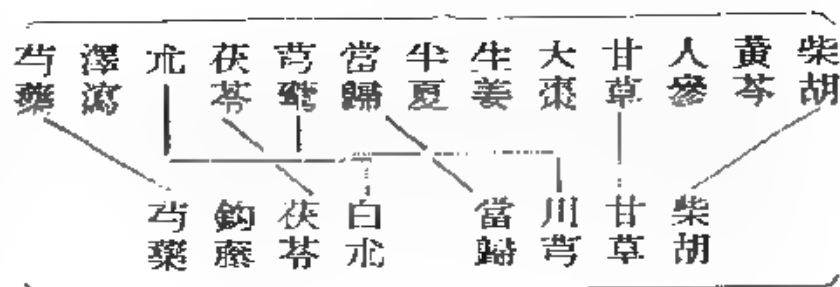 柴胡
黄芩
人參
甘草
大棗
生姜
半夏
當歸
芎藭
茯苓
朮
澤瀉
芍藥
柴胡
甘草
川芎
當歸
白朮
茯苓
鈎藤
芍藥